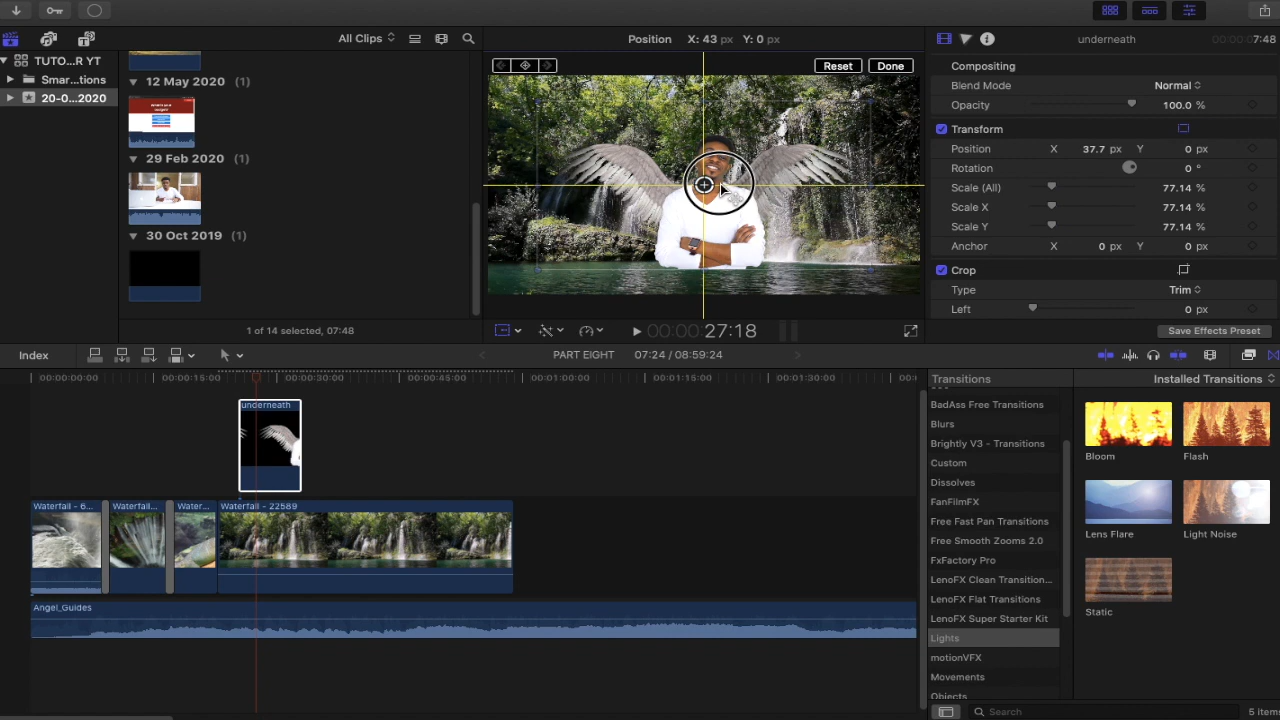 All Clips
Position X: 43 px Y: 0 px
underneath 00:00:07:48
TUTO...R YT
Smar...tions
20-0...2020
12 May 2020 (1)
29 Feb 2020 (1)
30 Oct 2019 (1)
1 of 14 selected, 07:48
Reset
Done
00:00:27:18
Compositing
Blend Mode Normal
Opacity 100.0 %
Transform
Position X 37.7 px Y 0 px
Rotation 0 °
Scale (All) 77.14 %
Scale X 77.14 %
Scale Y 77.14 %
Anchor X 0 px Y 0 px
Crop
Type Trim
Left 0 px
Save Effects Preset
Index
PART EIGHT 07:24 / 08:59:24
00:00:00:00 00:00:15:00 00:00:30:00 00:00:45:00 00:01:00:00 00:01:15:00 00:01:30:00
underneath
Waterfall - 6...
Waterfall...
Water...
Waterfall - 22589
Angel_Guides
Transitions
Installed Transitions
BadAss Free Transitions
Blurs
Brightly V3 - Transitions
Custom
Dissolves
FanFilmFX
Free Fast Pan Transitions
Free Smooth Zooms 2.0
FxFactory Pro
LenoFX Clean Transition...
LenoFX Flat Transitions
LenoFX Super Starter Kit
Lights
motionVFX
Movements
Objects
Bloom
Flash
Lens Flare
Light Noise
Static
Search
5 items